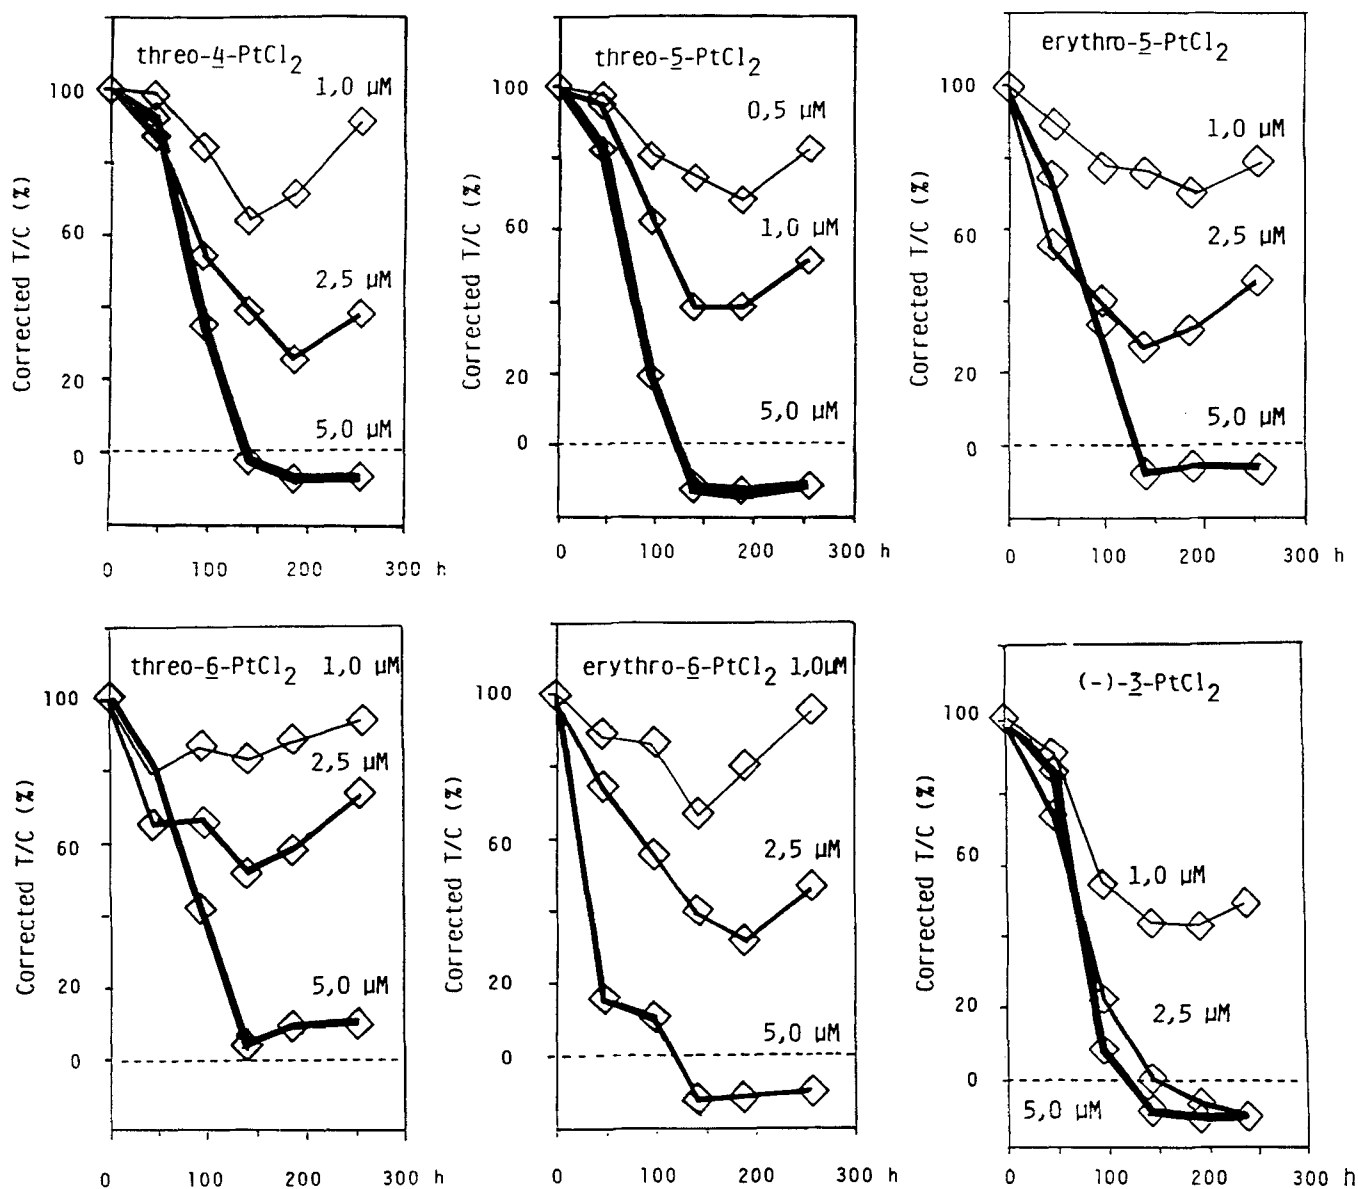 threo-4-PtCl2
1,0 µM
2,5 µM
5,0 µM
Corrected T/C (%)
100
60
20
0
0 100 200 300 h
threo-5-PtCl2
0,5 µM
1,0 µM
5,0 µM
Corrected T/C (%)
100
60
20
0
0 100 200 300 h
erythro-5-PtCl2
1,0 µM
2,5 µM
5,0 µM
Corrected T/C (%)
100
60
20
0
0 100 200 300 h
threo-6-PtCl2 1,0 µM
2,5 µM
5,0 µM
Corrected T/C (%)
100
60
20
0
0 100 200 300 h
erythro-6-PtCl2 1,0µM
2,5 µM
5,0 µM
Corrected T/C (%)
100
60
20
0
0 100 200 300 h
(-)-3-PtCl2
1,0 µM
2,5 µM
5,0 µM
Corrected T/C (%)
100
60
20
0
0 100 200 300 h